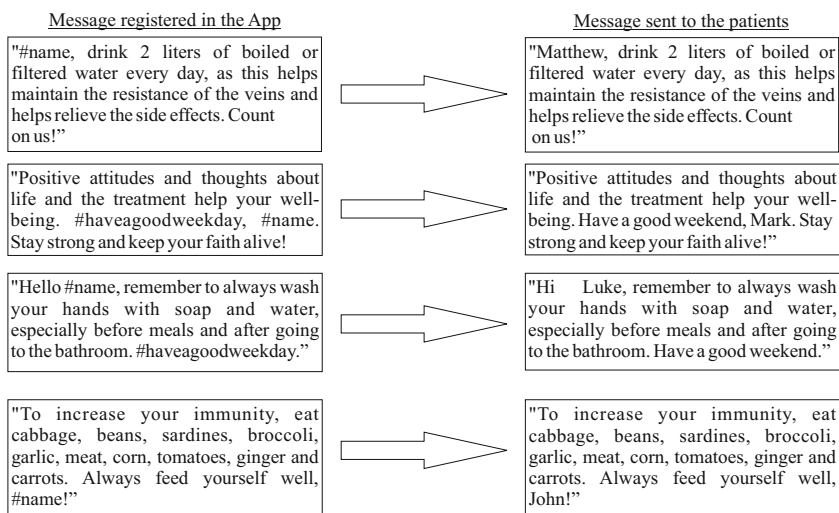 Message registered in the App
Message sent to the patients
"#name, drink 2 liters of boiled or
filtered water every day, as this helps
maintain the resistance of the veins and
helps relieve the side effects. Count
on us!”
"Matthew, drink 2 liters of boiled or
filtered water every day, as this helps
maintain the resistance of the veins and
helps relieve the side effects. Count
on us!”
"Positive attitudes and thoughts about
life and the treatment help your well-
being. #haveagoodweekday, #name.
Stay strong and keep your faith alive!
"Positive attitudes and thoughts about
life and the treatment help your well-
being. Have a good weekend, Mark. Stay
strong and keep your faith alive!”
"Hello #name, remember to always wash
your hands with soap and water,
especially before meals and after going
to the bathroom. #haveagoodweekday.”
"Hi Luke, remember to always wash
your hands with soap and water,
especially before meals and after going
to the bathroom. Have a good weekend.”
"To increase your immunity, eat
cabbage, beans, sardines, broccoli,
garlic, meat, corn, tomatoes, ginger and
carrots. Always feed yourself well,
#name!”
"To increase your immunity, eat
cabbage, beans, sardines, broccoli,
garlic, meat, corn, tomatoes, ginger and
carrots. Always feed yourself well,
John!”